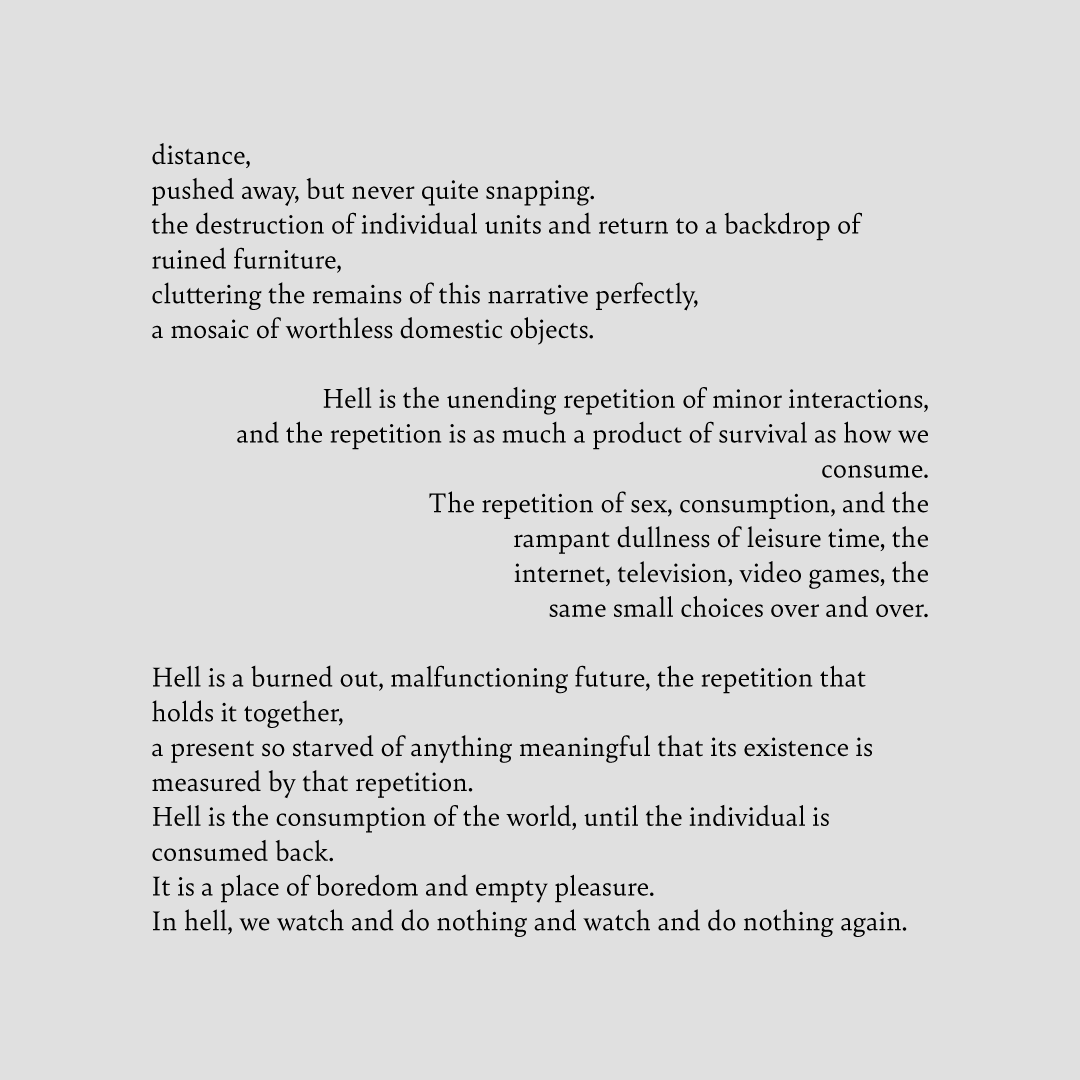 distance,
pushed away, but never quite snapping.
the destruction of individual units and return to a backdrop of
ruined furniture,
cluttering the remains of this narrative perfectly,
a mosaic of worthless domestic objects.
Hell is the unending repetition of minor interactions,
and the repetition is as much a product of survival as how we
consume.
The repetition of sex, consumption, and the
rampant dullness of leisure time, the
internet, television, video games, the
same small choices over and over.
Hell is a burned out, malfunctioning future, the repetition that
holds it together,
a present so starved of anything meaningful that its existence is
measured by that repetition.
Hell is the consumption of the world, until the individual is
consumed back.
It is a place of boredom and empty pleasure.
In hell, we watch and do nothing and watch and do nothing again.